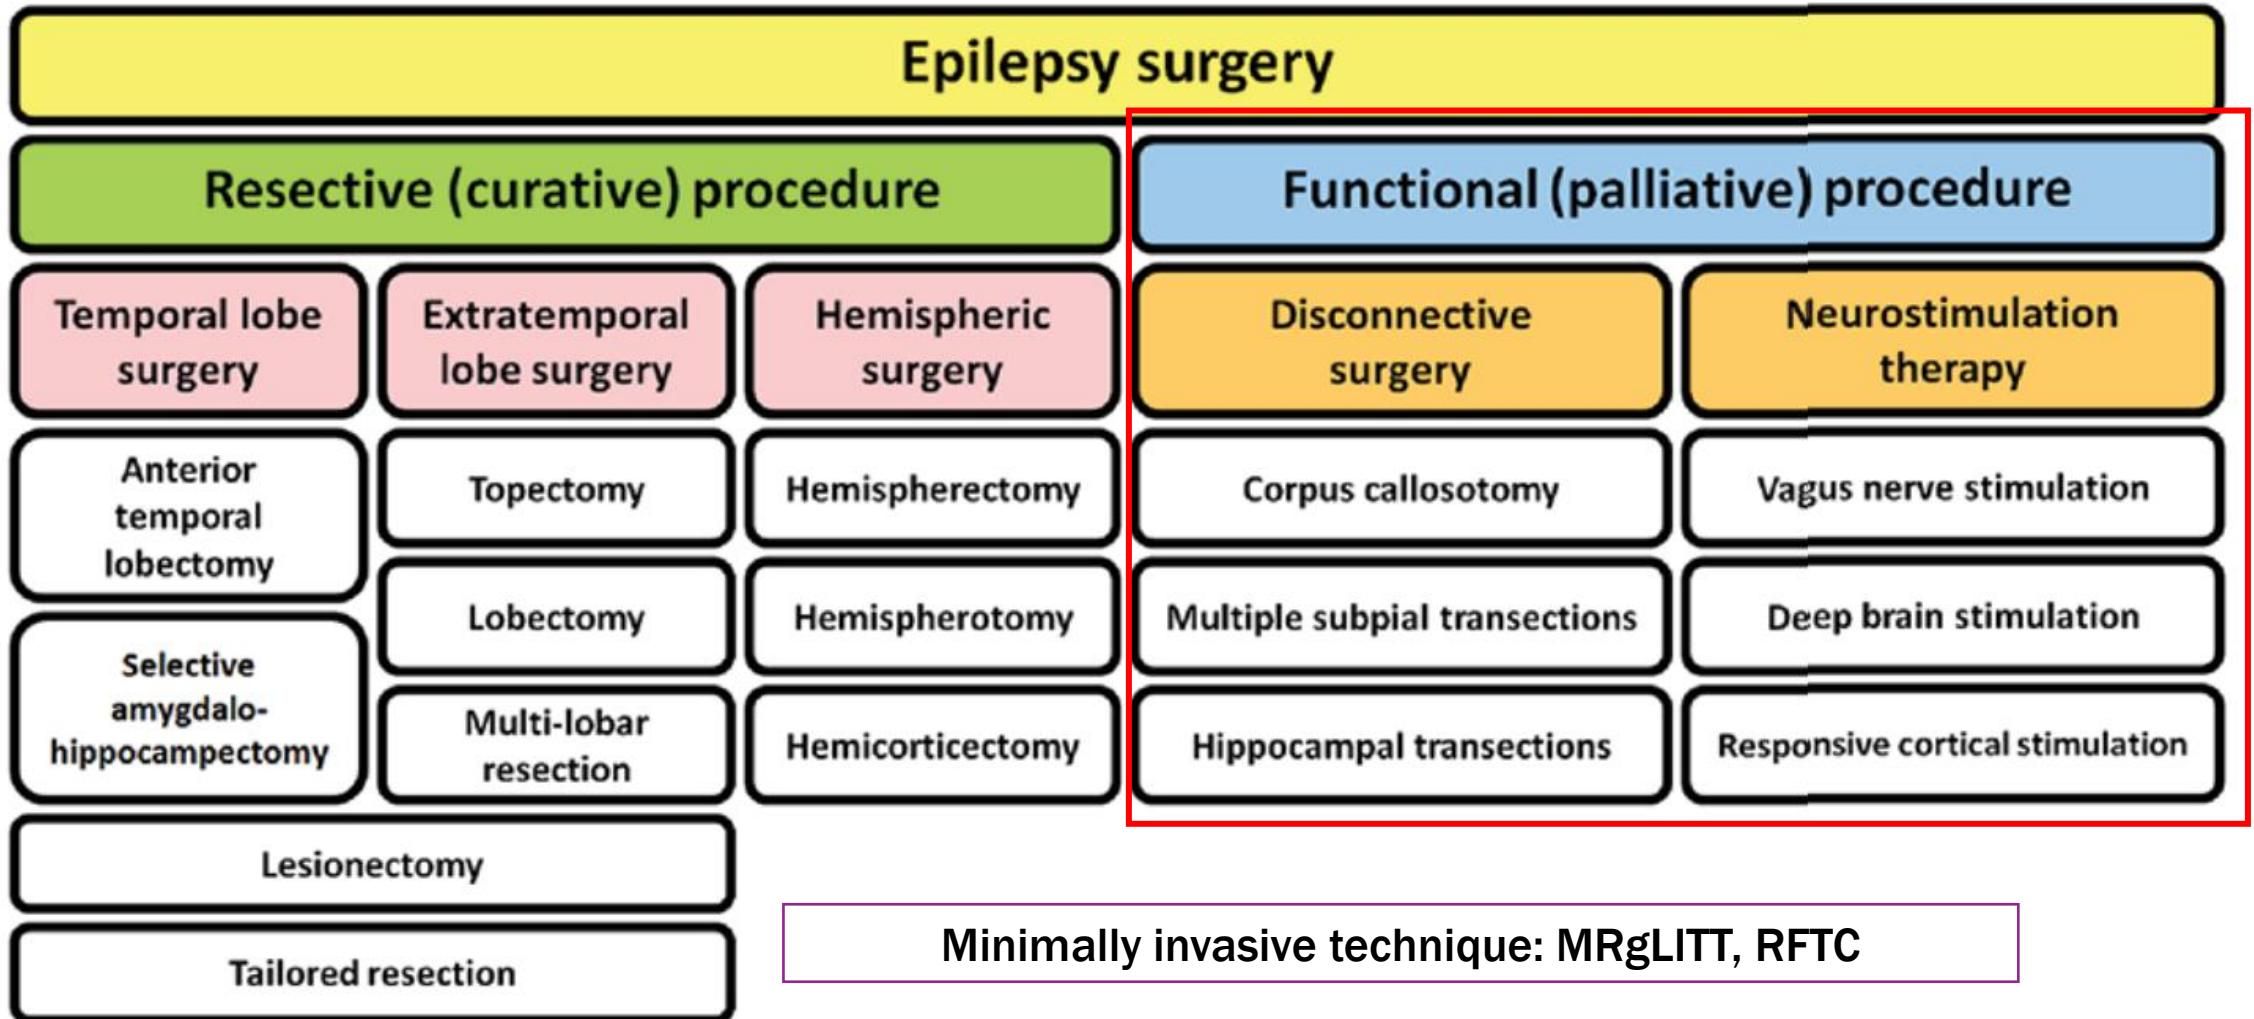 Epilepsy surgery
Resective (curative) procedure
Functional (palliative) procedure
Temporal lobe
surgery
Extratemporal
lobe surgery
Hemispheric
surgery
Disconnective
surgery
Neurostimulation
therapy
Anterior
temporal
lobectomy
Selective
amygdalo-
hippocampectomy
Topectomy
Lobectomy
Multi-lobar
resection
Hemispherectomy
Hemispherotomy
Hemicorticectomy
Corpus callosotomy
Multiple subpial transections
Hippocampal transections
Vagus nerve stimulation
Deep brain stimulation
Responsive cortical stimulation
Lesionectomy
Tailored resection
Minimally invasive technique: MRgLITT, RFTC